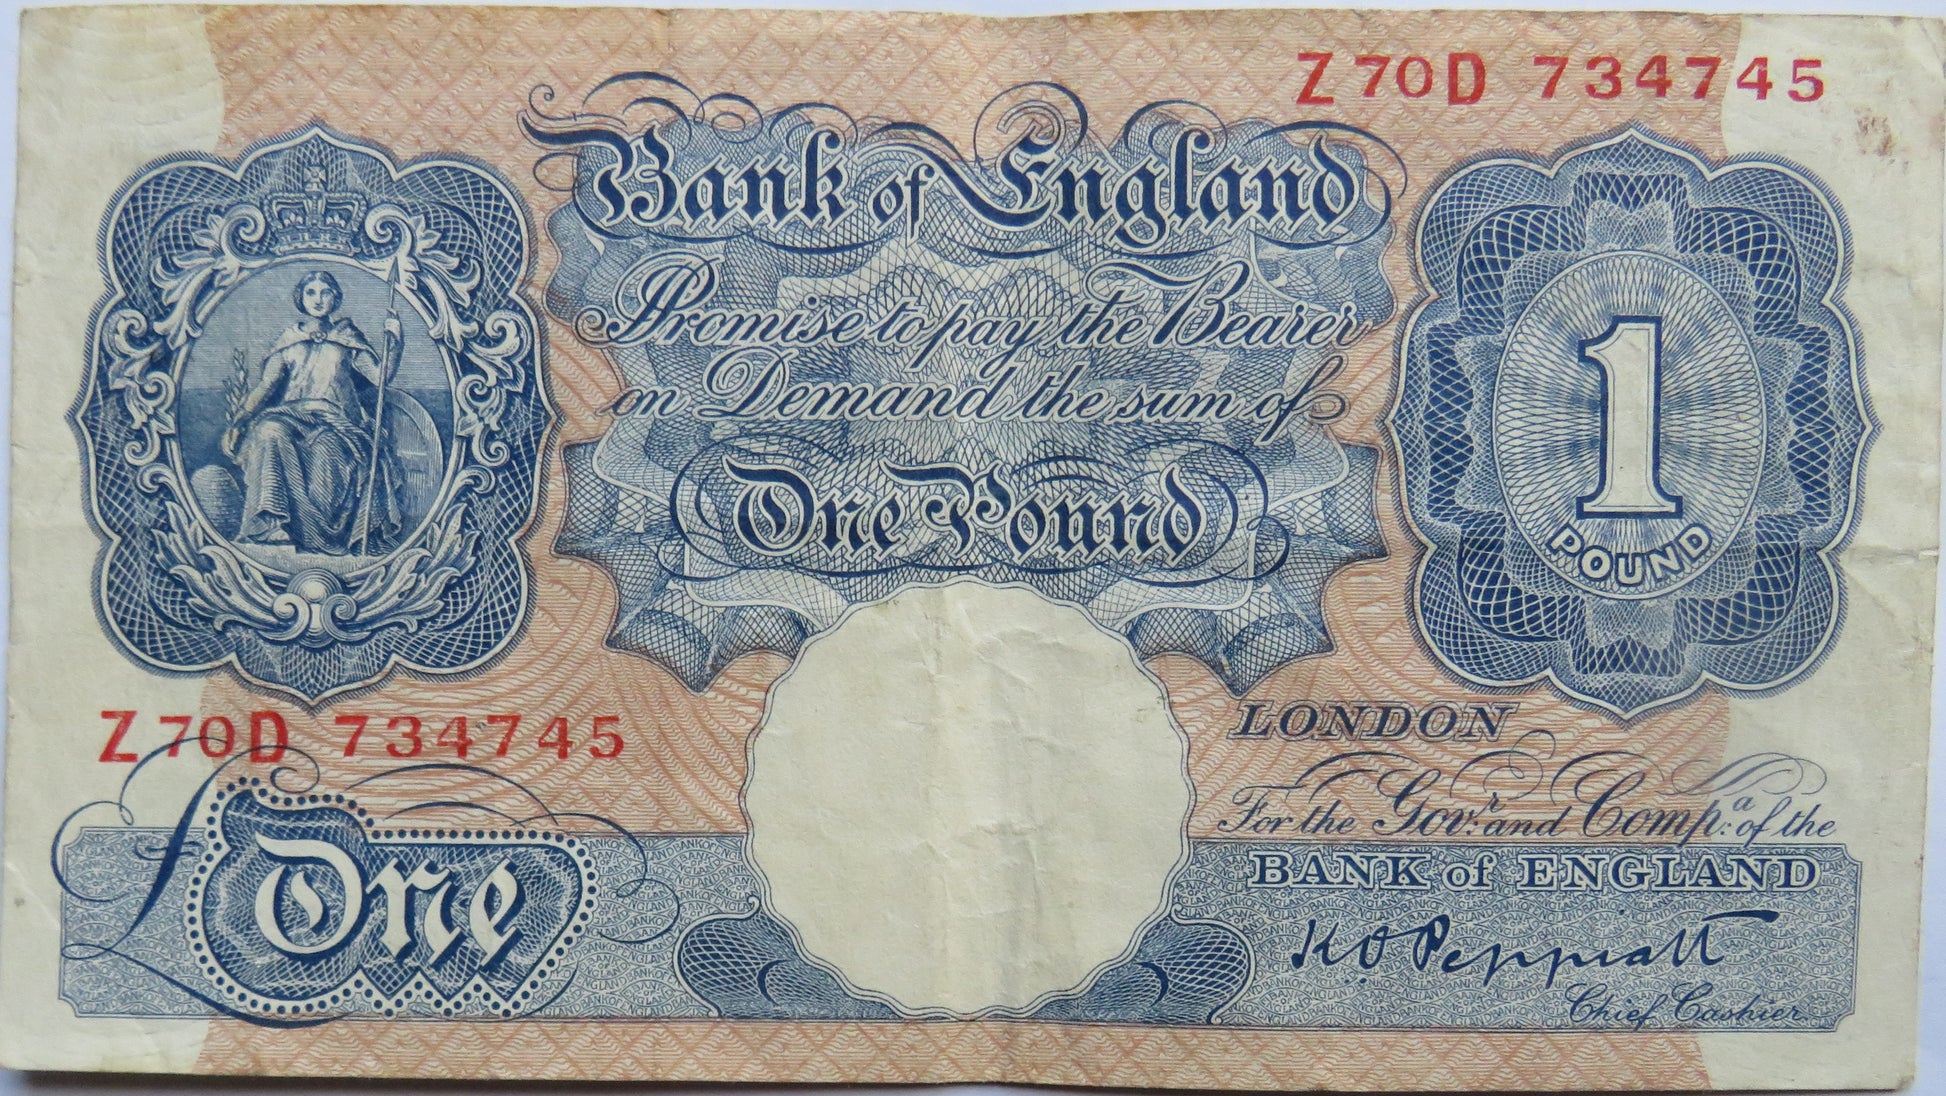 Z70D 734745
Bank of England
Promise to pay the Bearer
on Demand the sum of
One Pound
1
POUND
Z70D 734745
LONDON
For the Govr. and Compa. of the
BANK of ENGLAND
£One
K O Peppiatt
Chief Cashier